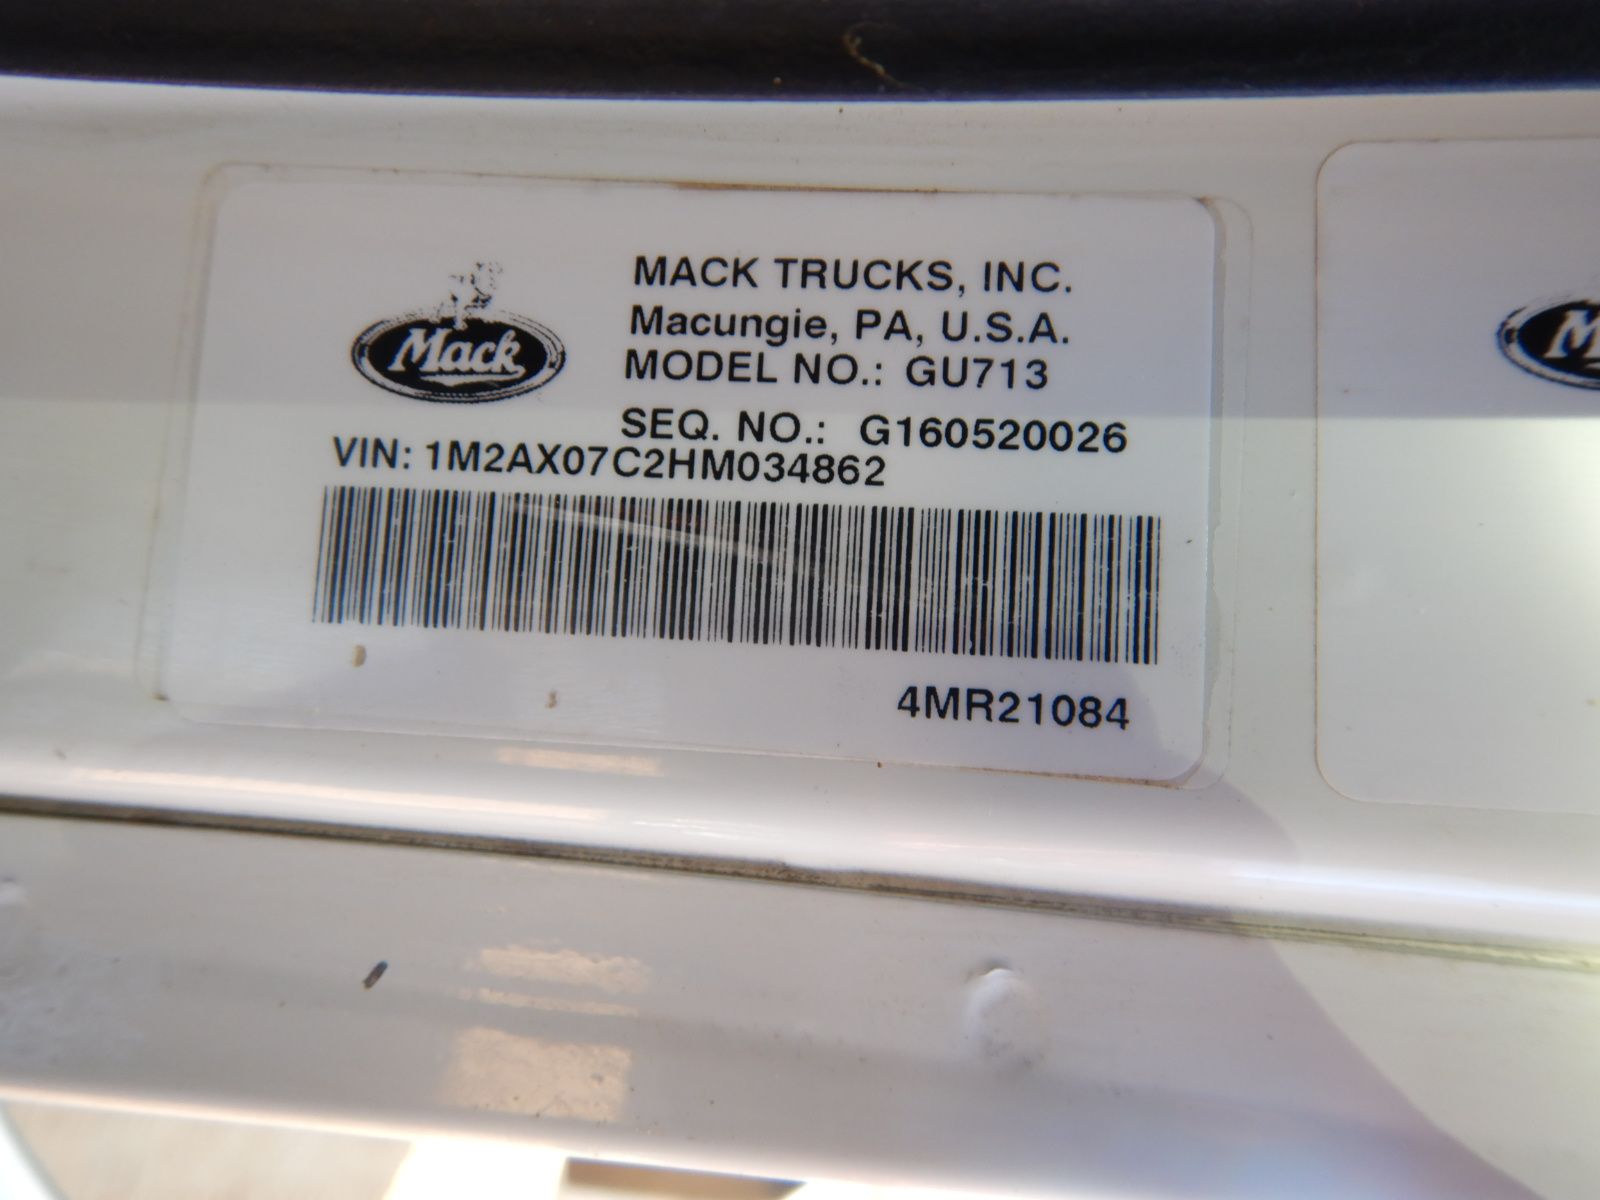 Mack
MACK TRUCKS, INC.
Macungie, PA, U.S.A.
MODEL NO.: GU713
SEQ. NO.: G160520026
VIN: 1M2AX07C2HM034862
4MR21084